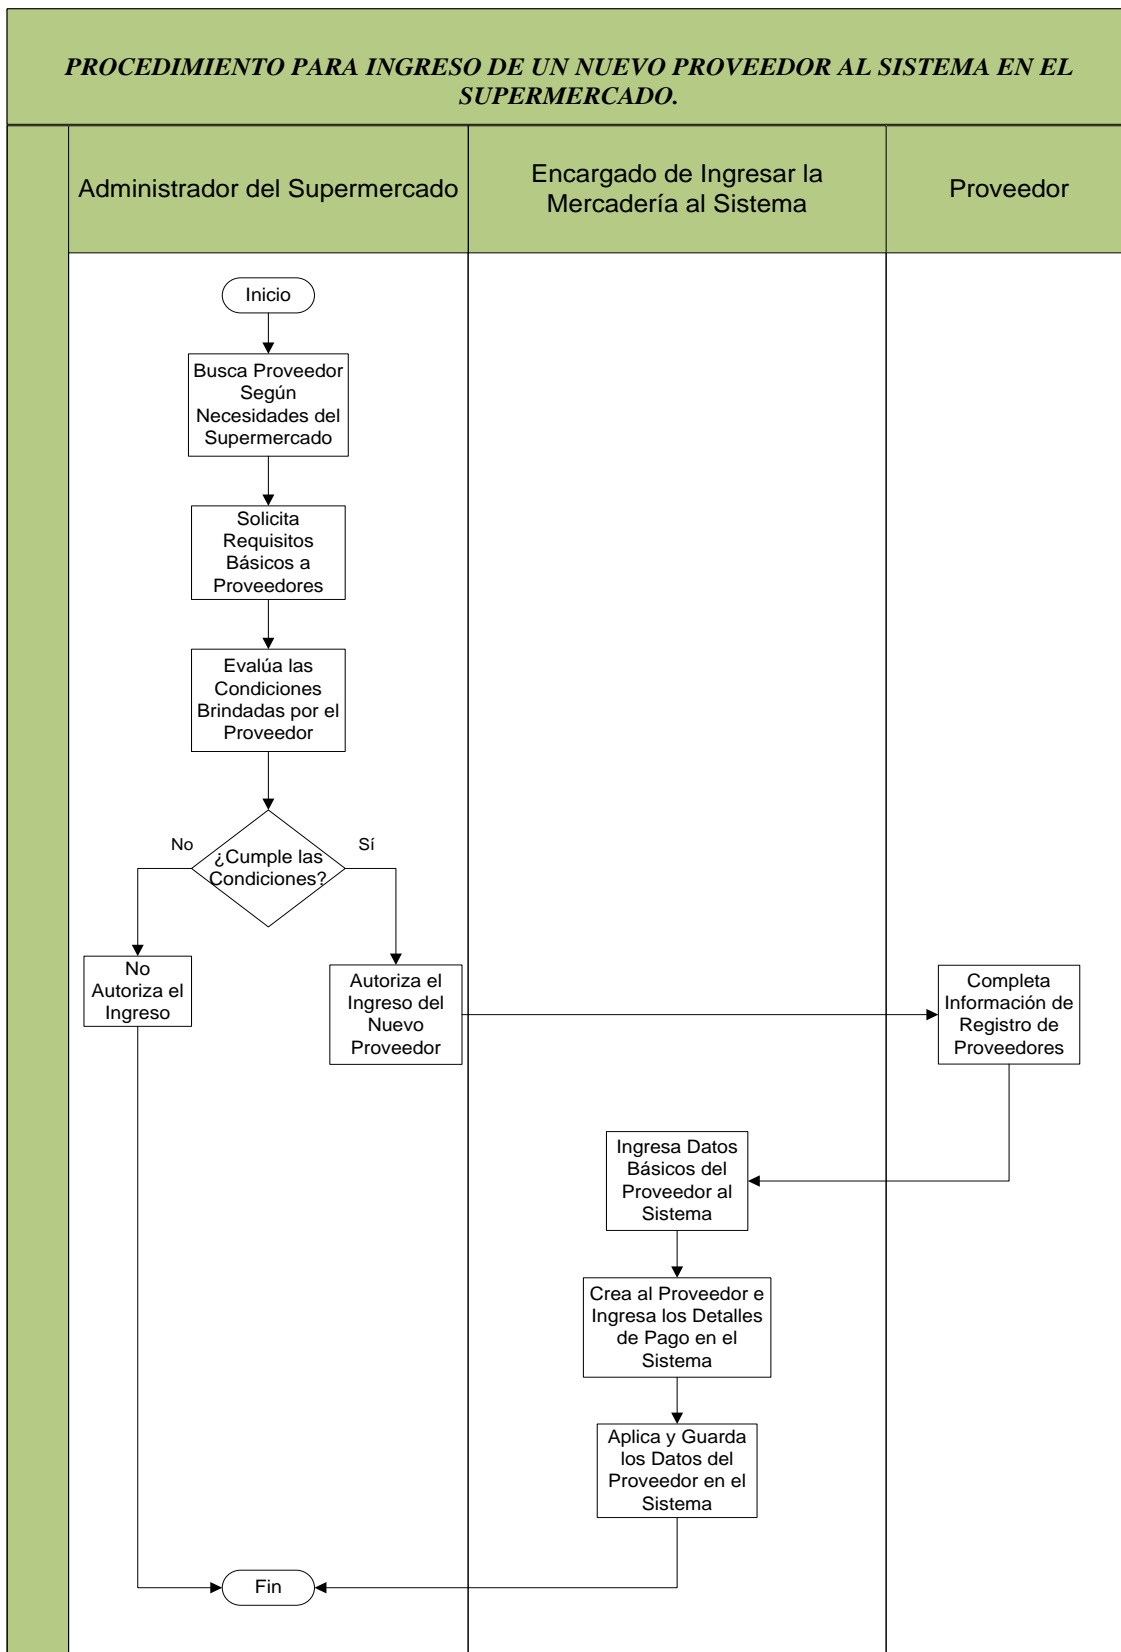 PROCEDIMIENTO PARA INGRESO DE UN NUEVO PROVEEDOR AL SISTEMA EN EL
SUPERMERCADO.
Administrador del Supermercado
Encargado de Ingresar la
Mercadería al Sistema
Proveedor
Inicio
Busca Proveedor
Según
Necesidades del
Supermercado
Solicita
Requisitos
Básicos a
Proveedores
Evalúa las
Condiciones
Brindadas por el
Proveedor
No
¿Cumple las
Condiciones?
Sí
No
Autoriza el
Ingreso
Autoriza el
Ingreso del
Nuevo
Proveedor
Completa
Información de
Registro de
Proveedores
Ingresa Datos
Básicos del
Proveedor al
Sistema
Crea al Proveedor e
Ingresa los Detalles
de Pago en el
Sistema
Aplica y Guarda
los Datos del
Proveedor en el
Sistema
Fin